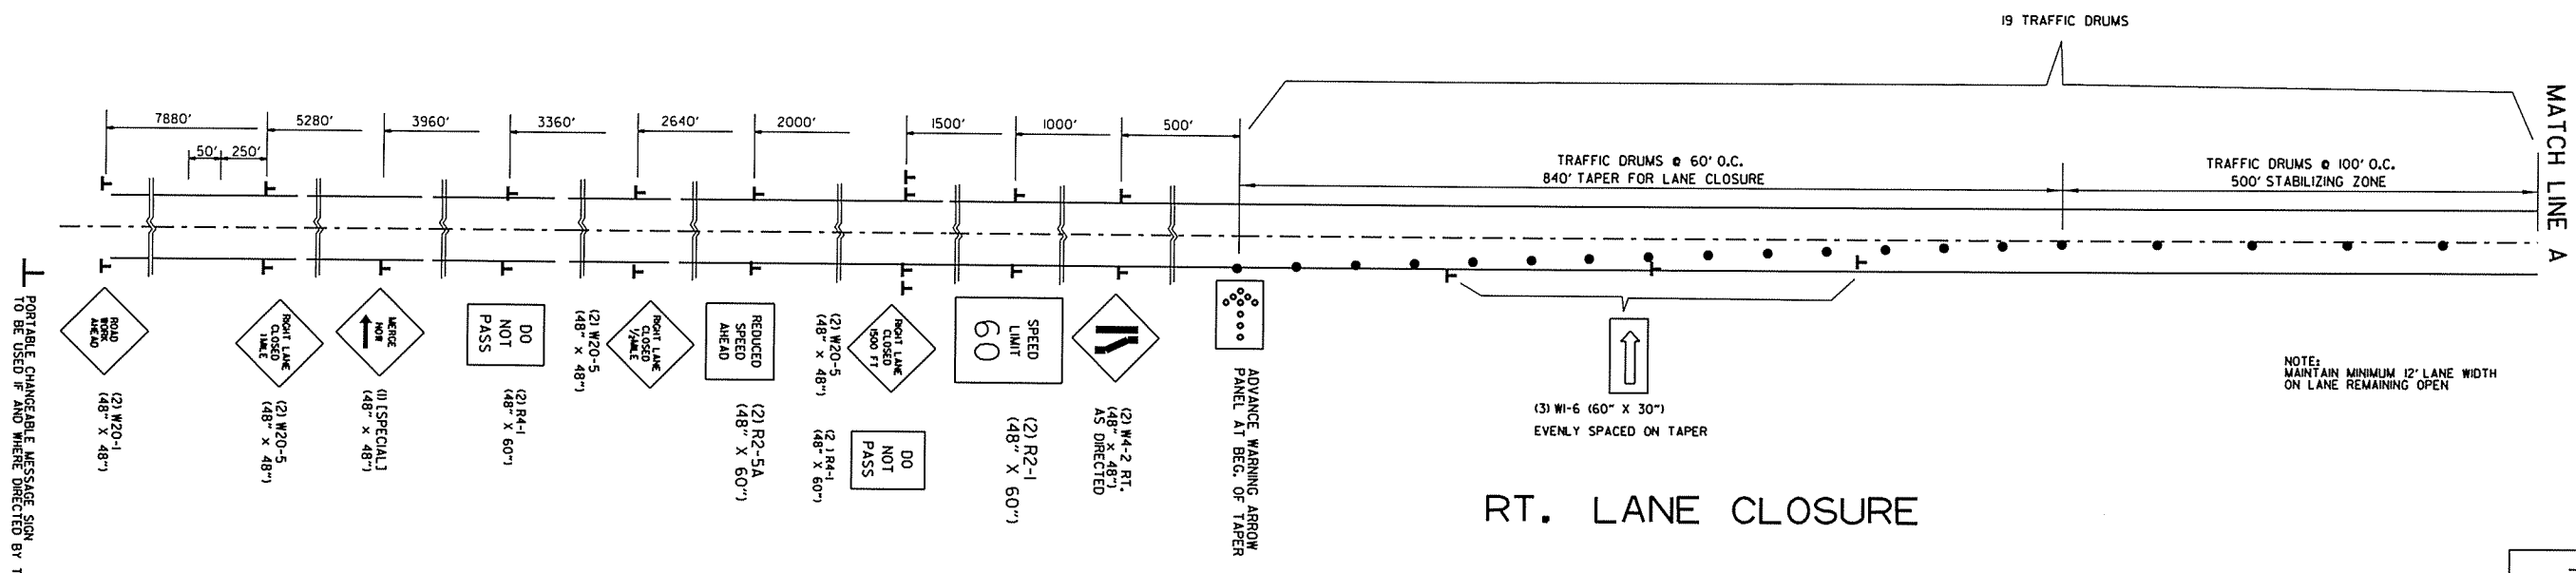 19 TRAFFIC DRUMS
7880'
5280'
3960'
3360'
2640'
2000'
1500'
1000'
500'
50'
250'
TRAFFIC DRUMS @ 60' O.C.
840' TAPER FOR LANE CLOSURE
TRAFFIC DRUMS @ 100' O.C.
500' STABILIZING ZONE
MATCH LINE A
PORTABLE CHANGEABLE MESSAGE SIGN
TO BE USED IF AND WHERE DIRECTED BY T
ROAD
WORK
AHEAD
(2) W20-1
(48" X 48")
RIGHT LANE
CLOSED
1 MILE
(2) W20-5
(48" X 48")
MERGE
NOW
(1) [SPECIAL]
(48" X 48")
DO
NOT
PASS
(2) R4-1
(48" X 60")
(2) W20-5
(48" X 48")
RIGHT LANE
CLOSED
1/2 MILE
REDUCED
SPEED
AHEAD
(2) R2-5A
(48" X 60")
(2) W20-5
(48" X 48")
RIGHT LANE
CLOSED
1500 FT
(2) R4-1
(48" X 60")
DO
NOT
PASS
SPEED
LIMIT
60
(2) R2-1
(48" X 60")
(2) W4-2 RT.
(48" X 48")
AS DIRECTED
ADVANCE WARNING ARROW
PANEL AT BEG. OF TAPER
(3) W1-6 (60" X 30")
EVENLY SPACED ON TAPER
NOTE:
MAINTAIN MINIMUM 12' LANE WIDTH
ON LANE REMAINING OPEN
RT. LANE CLOSURE